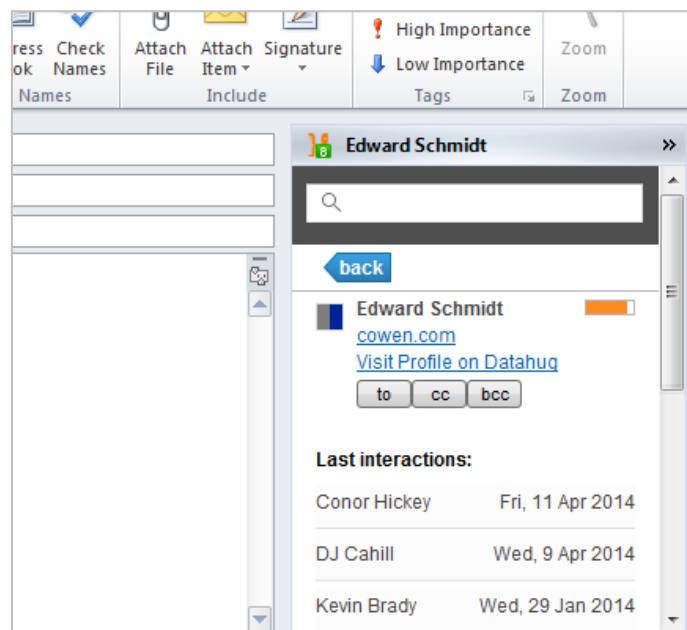 ress Check Attach Attach Signature
ok Names File Item
High Importance
Low Importance
Zoom
Names Include Tags Zoom
8 Edward Schmidt »
back
Edward Schmidt
cowen.com
Visit Profile on Datahug
to cc bcc
Last interactions:
Conor Hickey Fri, 11 Apr 2014
DJ Cahill Wed, 9 Apr 2014
Kevin Brady Wed, 29 Jan 2014